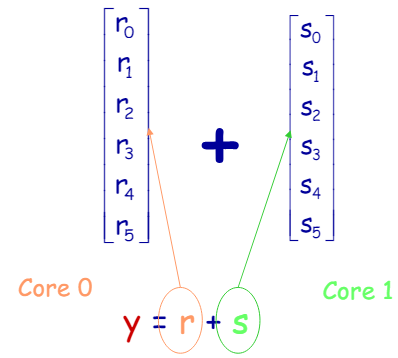 r0 s0
r1 s1
r2 s2
+
r3 s3
r4 s4
r5 s5
Core 0 Core 1
y = r + s